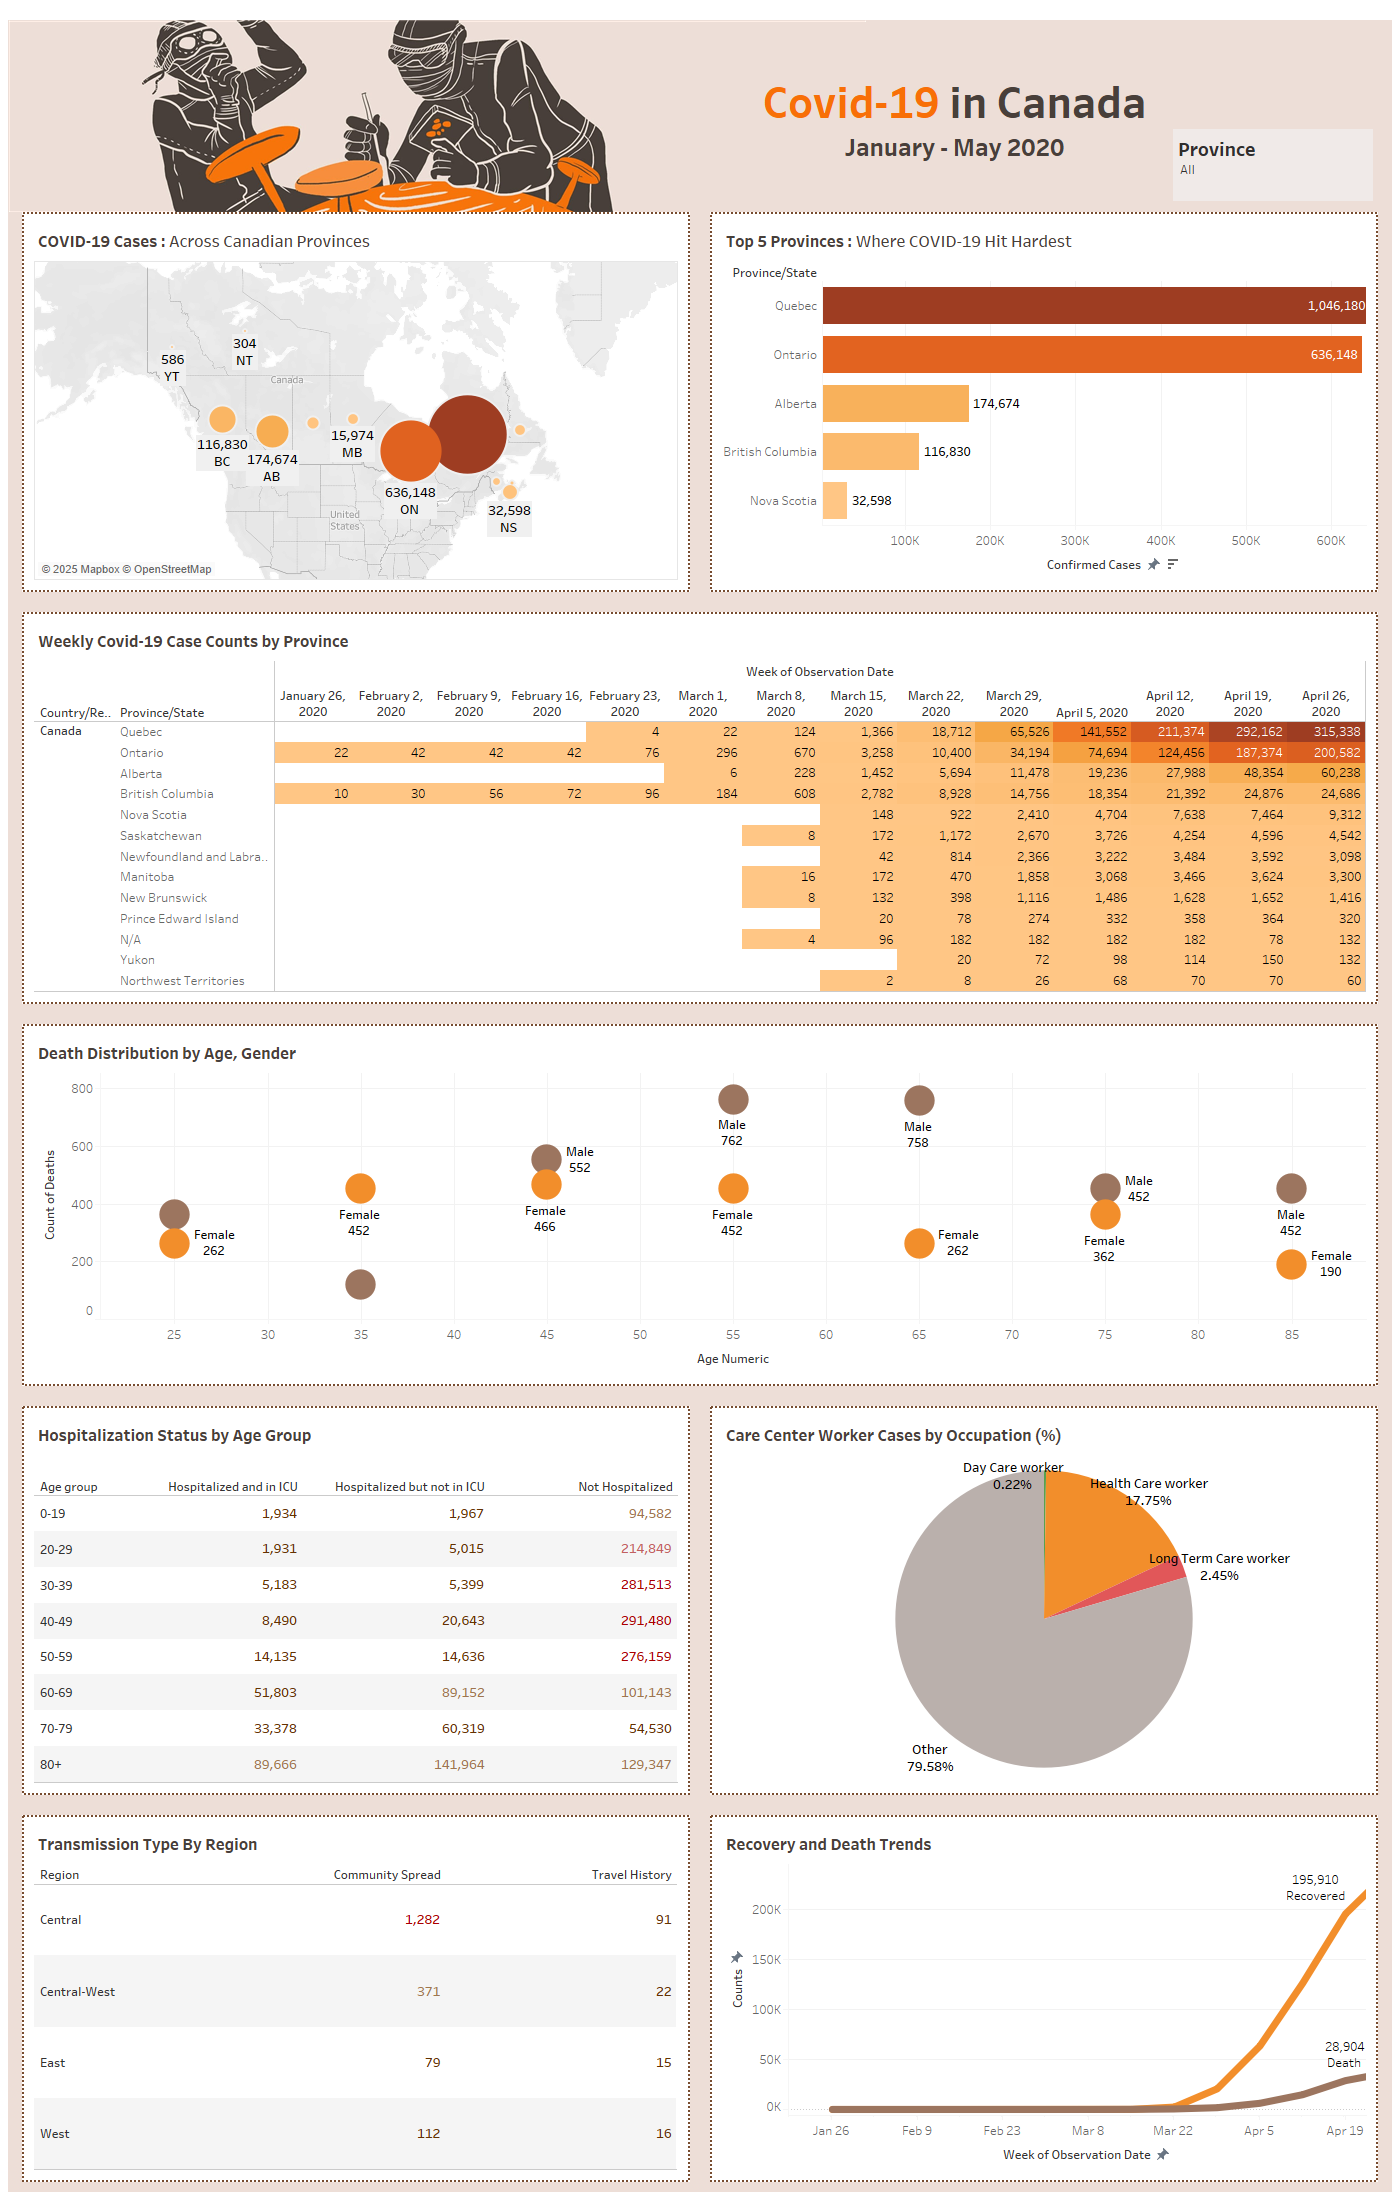 Covid-19 in Canada
January - May 2020
Province
All
COVID-19 Cases : Across Canadian Provinces
304
NT
586
YT
Canada
116,830
BC
174,674
AB
15,974
MB
636,148
ON
32,598
NS
United
States
© 2025 Mapbox © OpenStreetMap
Top 5 Provinces : Where COVID-19 Hit Hardest
Province/State
Quebec 1,046,180
Ontario 636,148
Alberta 174,674
British Columbia 116,830
Nova Scotia 32,598
100K 200K 300K 400K 500K 600K
Confirmed Cases
Weekly Covid-19 Case Counts by Province
Week of Observation Date
Country/Re.. Province/State January 26, 2020 February 2, 2020 February 9, 2020 February 16, 2020 February 23, 2020 March 1, 2020 March 8, 2020 March 15, 2020 March 22, 2020 March 29, 2020 April 5, 2020 April 12, 2020 April 19, 2020 April 26, 2020
Canada Quebec 4 22 124 1,366 18,712 65,526 141,552 211,374 292,162 315,338
Ontario 22 42 42 42 76 296 670 3,258 10,400 34,194 74,694 124,456 187,374 200,582
Alberta 6 228 1,452 5,694 11,478 19,236 27,988 48,354 60,238
British Columbia 10 30 56 72 96 184 608 2,782 8,928 14,756 18,354 21,392 24,876 24,686
Nova Scotia 148 922 2,410 4,704 7,638 7,464 9,312
Saskatchewan 8 172 1,172 2,670 3,726 4,254 4,596 4,542
Newfoundland and Labra.. 42 814 2,366 3,222 3,484 3,592 3,098
Manitoba 16 172 470 1,858 3,068 3,466 3,624 3,300
New Brunswick 8 132 398 1,116 1,486 1,628 1,652 1,416
Prince Edward Island 20 78 274 332 358 364 320
N/A 4 96 182 182 182 182 78 132
Yukon 20 72 98 114 150 132
Northwest Territories 2 8 26 68 70 70 60
Death Distribution by Age, Gender
Count of Deaths
800
600
400
200
0
Female
262
Female
452
Male
552
Female
466
Male
762
Female
452
Male
758
Female
262
Male
452
Female
362
Male
452
Female
190
25 30 35 40 45 50 55 60 65 70 75 80 85
Age Numeric
Hospitalization Status by Age Group
Age group Hospitalized and in ICU Hospitalized but not in ICU Not Hospitalized
0-19 1,934 1,967 94,582
20-29 1,931 5,015 214,849
30-39 5,183 5,399 281,513
40-49 8,490 20,643 291,480
50-59 14,135 14,636 276,159
60-69 51,803 89,152 101,143
70-79 33,378 60,319 54,530
80+ 89,666 141,964 129,347
Care Center Worker Cases by Occupation (%)
Day Care worker
0.22%
Health Care worker
17.75%
Long Term Care worker
2.45%
Other
79.58%
Transmission Type By Region
Region Community Spread Travel History
Central 1,282 91
Central-West 371 22
East 79 15
West 112 16
Recovery and Death Trends
Counts
200K
150K
100K
50K
0K
195,910
Recovered
28,904
Death
Jan 26 Feb 9 Feb 23 Mar 8 Mar 22 Apr 5 Apr 19
Week of Observation Date